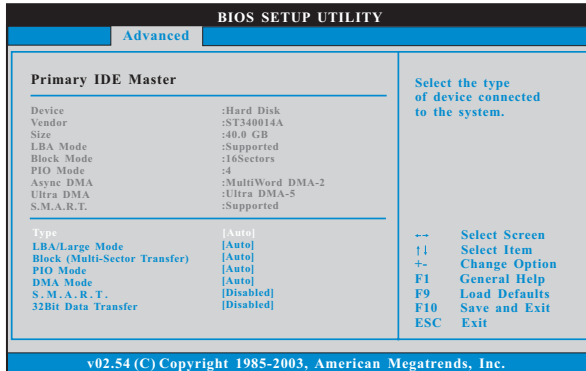 BIOS SETUP UTILITY
Advanced
Primary IDE Master
Device :Hard Disk
Vendor :ST340014A
Size :40.0 GB
LBA Mode :Supported
Block Mode :16Sectors
PIO Mode :4
Async DMA :MultiWord DMA-2
Ultra DMA :Ultra DMA-5
S.M.A.R.T. :Supported
Type [Auto]
LBA/Large Mode [Auto]
Block (Multi-Sector Transfer) [Auto]
PIO Mode [Auto]
DMA Mode [Auto]
S.M.A.R.T. [Disabled]
32Bit Data Transfer [Disabled]
Select the type
of device connected
to the system.
←→ Select Screen
↑↓ Select Item
+- Change Option
F1 General Help
F9 Load Defaults
F10 Save and Exit
ESC Exit
v02.54 (C) Copyright 1985-2003, American Megatrends, Inc.